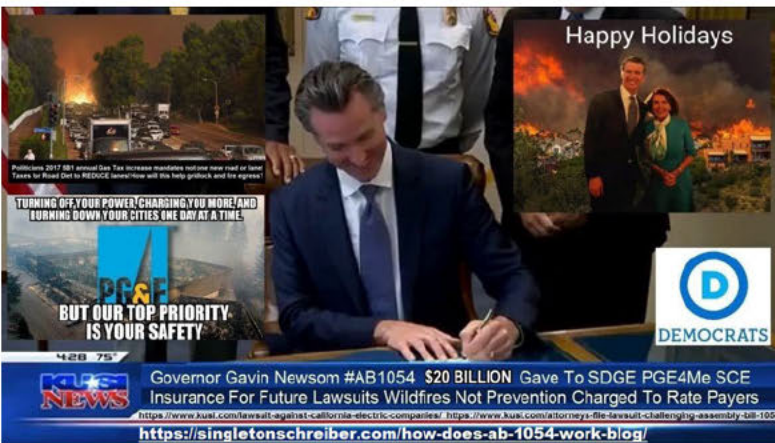 Happy Holidays
Politicians 2017 SB1 annual Gas Tax increase mandates not one new road or lane!
Taxes for Road Diet to REDUCE lanes!How will this help gridlock and fire egress!
TURNING OFF YOUR POWER, CHARGING YOU MORE, AND
BURNING DOWN YOUR CITIES ONE DAY AT A TIME.
PG&E
BUT OUR TOP PRIORITY
IS YOUR SAFETY
D
DEMOCRATS
4:28 75°
KUSI
NEWS
Governor Gavin Newsom #AB1054 $20 BILLION Gave To SDGE PGE4Me SCE
Insurance For Future Lawsuits Wildfires Not Prevention Charged To Rate Payers
https://www.kusi.com/lawsuit-against-california-electric-companies/ https://www.kusi.com/attorneys-file-lawsuit-challenging-assembly-bill-105
https://singletonschreiber.com/how-does-ab-1054-work-blog/